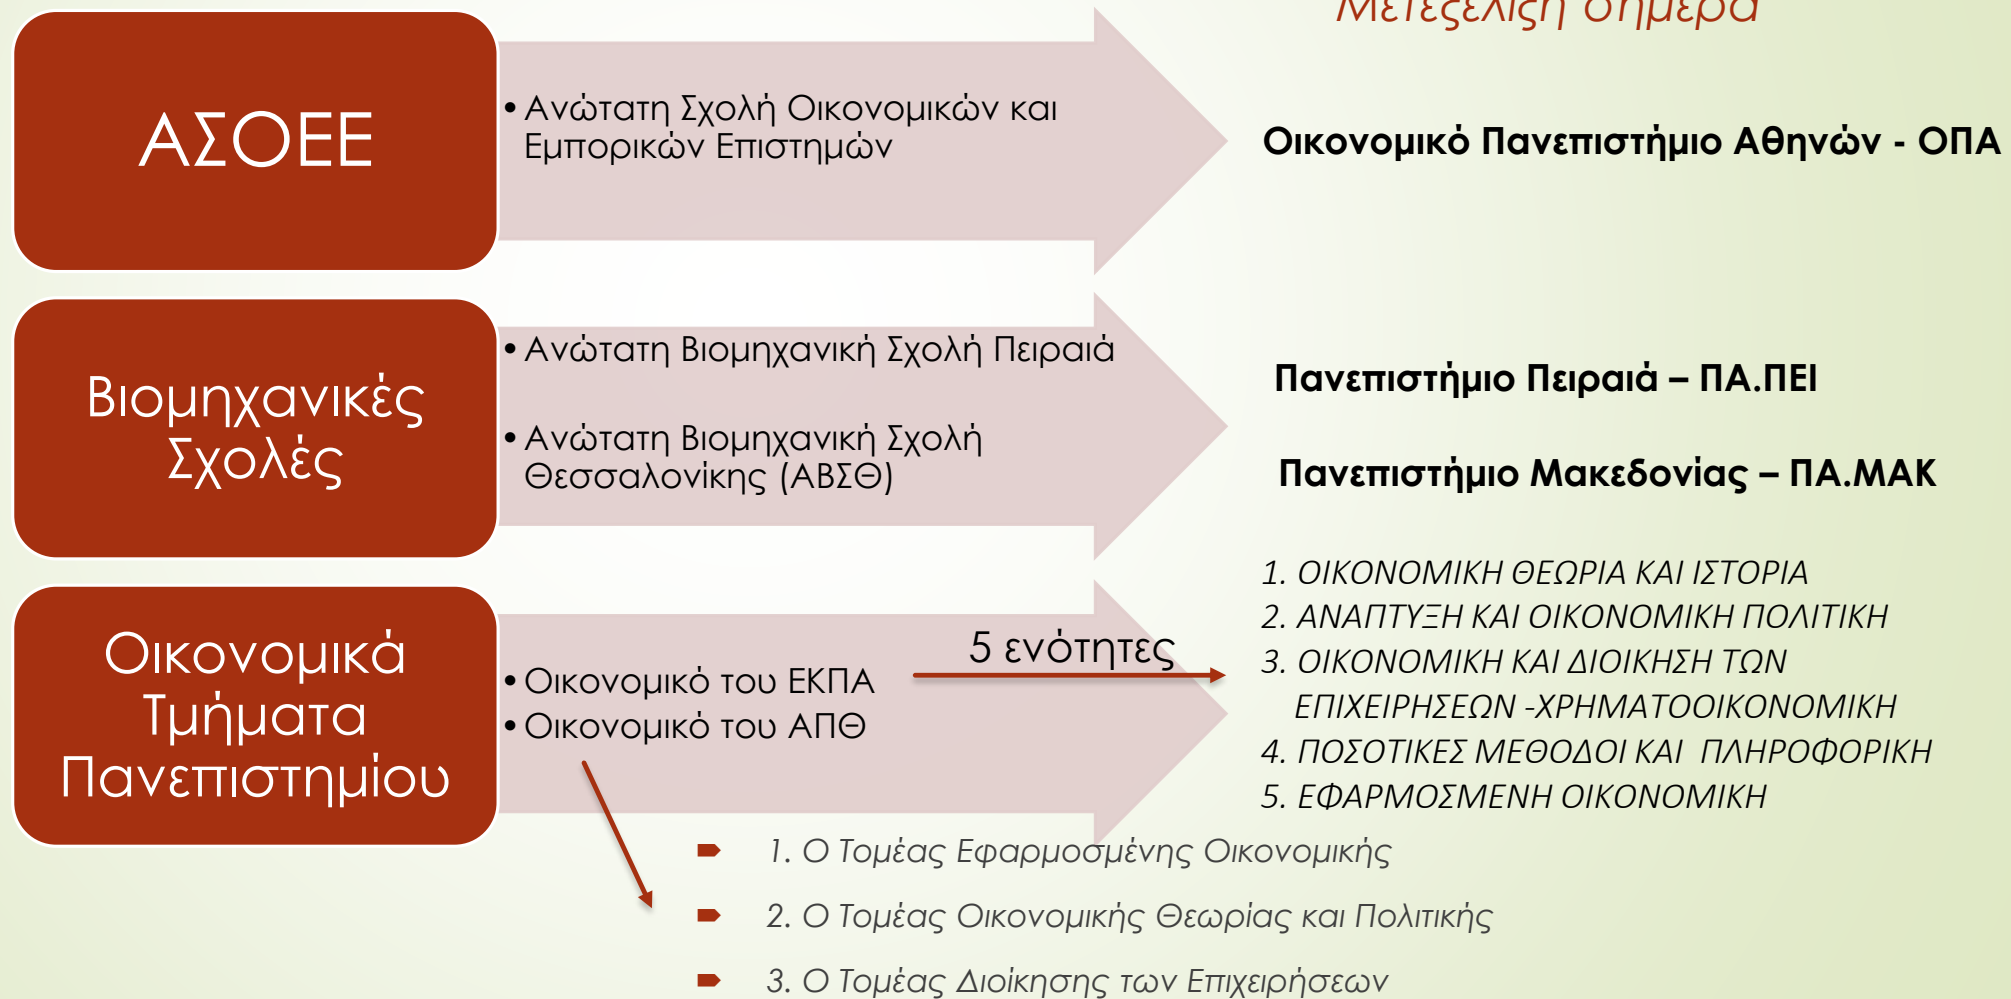 Μετεξέλιξη σήμερα
ΑΣΟΕΕ
• Ανώτατη Σχολή Οικονομικών και
Εμπορικών Επιστημών
Οικονομικό Πανεπιστήμιο Αθηνών - ΟΠΑ
Βιομηχανικές
Σχολές
• Ανώτατη Βιομηχανική Σχολή Πειραιά
• Ανώτατη Βιομηχανική Σχολή
Θεσσαλονίκης (ΑΒΣΘ)
Πανεπιστήμιο Πειραιά – ΠΑ.ΠΕΙ
Πανεπιστήμιο Μακεδονίας – ΠΑ.ΜΑΚ
Οικονομικά
Τμήματα
Πανεπιστημίου
• Οικονομικό του ΕΚΠΑ
• Οικονομικό του ΑΠΘ
5 ενότητες
1. ΟΙΚΟΝΟΜΙΚΗ ΘΕΩΡΙΑ ΚΑΙ ΙΣΤΟΡΙΑ
2. ΑΝΑΠΤΥΞΗ ΚΑΙ ΟΙΚΟΝΟΜΙΚΗ ΠΟΛΙΤΙΚΗ
3. ΟΙΚΟΝΟΜΙΚΗ ΚΑΙ ΔΙΟΙΚΗΣΗ ΤΩΝ
ΕΠΙΧΕΙΡΗΣΕΩΝ -ΧΡΗΜΑΤΟΟΙΚΟΝΟΜΙΚΗ
4. ΠΟΣΟΤΙΚΕΣ ΜΕΘΟΔΟΙ ΚΑΙ ΠΛΗΡΟΦΟΡΙΚΗ
5. ΕΦΑΡΜΟΣΜΕΝΗ ΟΙΚΟΝΟΜΙΚΗ
1. Ο Τομέας Εφαρμοσμένης Οικονομικής
2. Ο Τομέας Οικονομικής Θεωρίας και Πολιτικής
3. Ο Τομέας Διοίκησης των Επιχειρήσεων